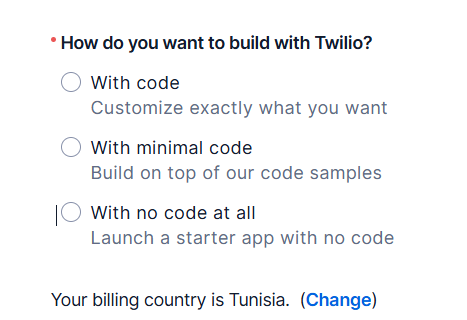 * How do you want to build with Twilio?
With code
Customize exactly what you want
With minimal code
Build on top of our code samples
With no code at all
Launch a starter app with no code
Your billing country is Tunisia. (Change)